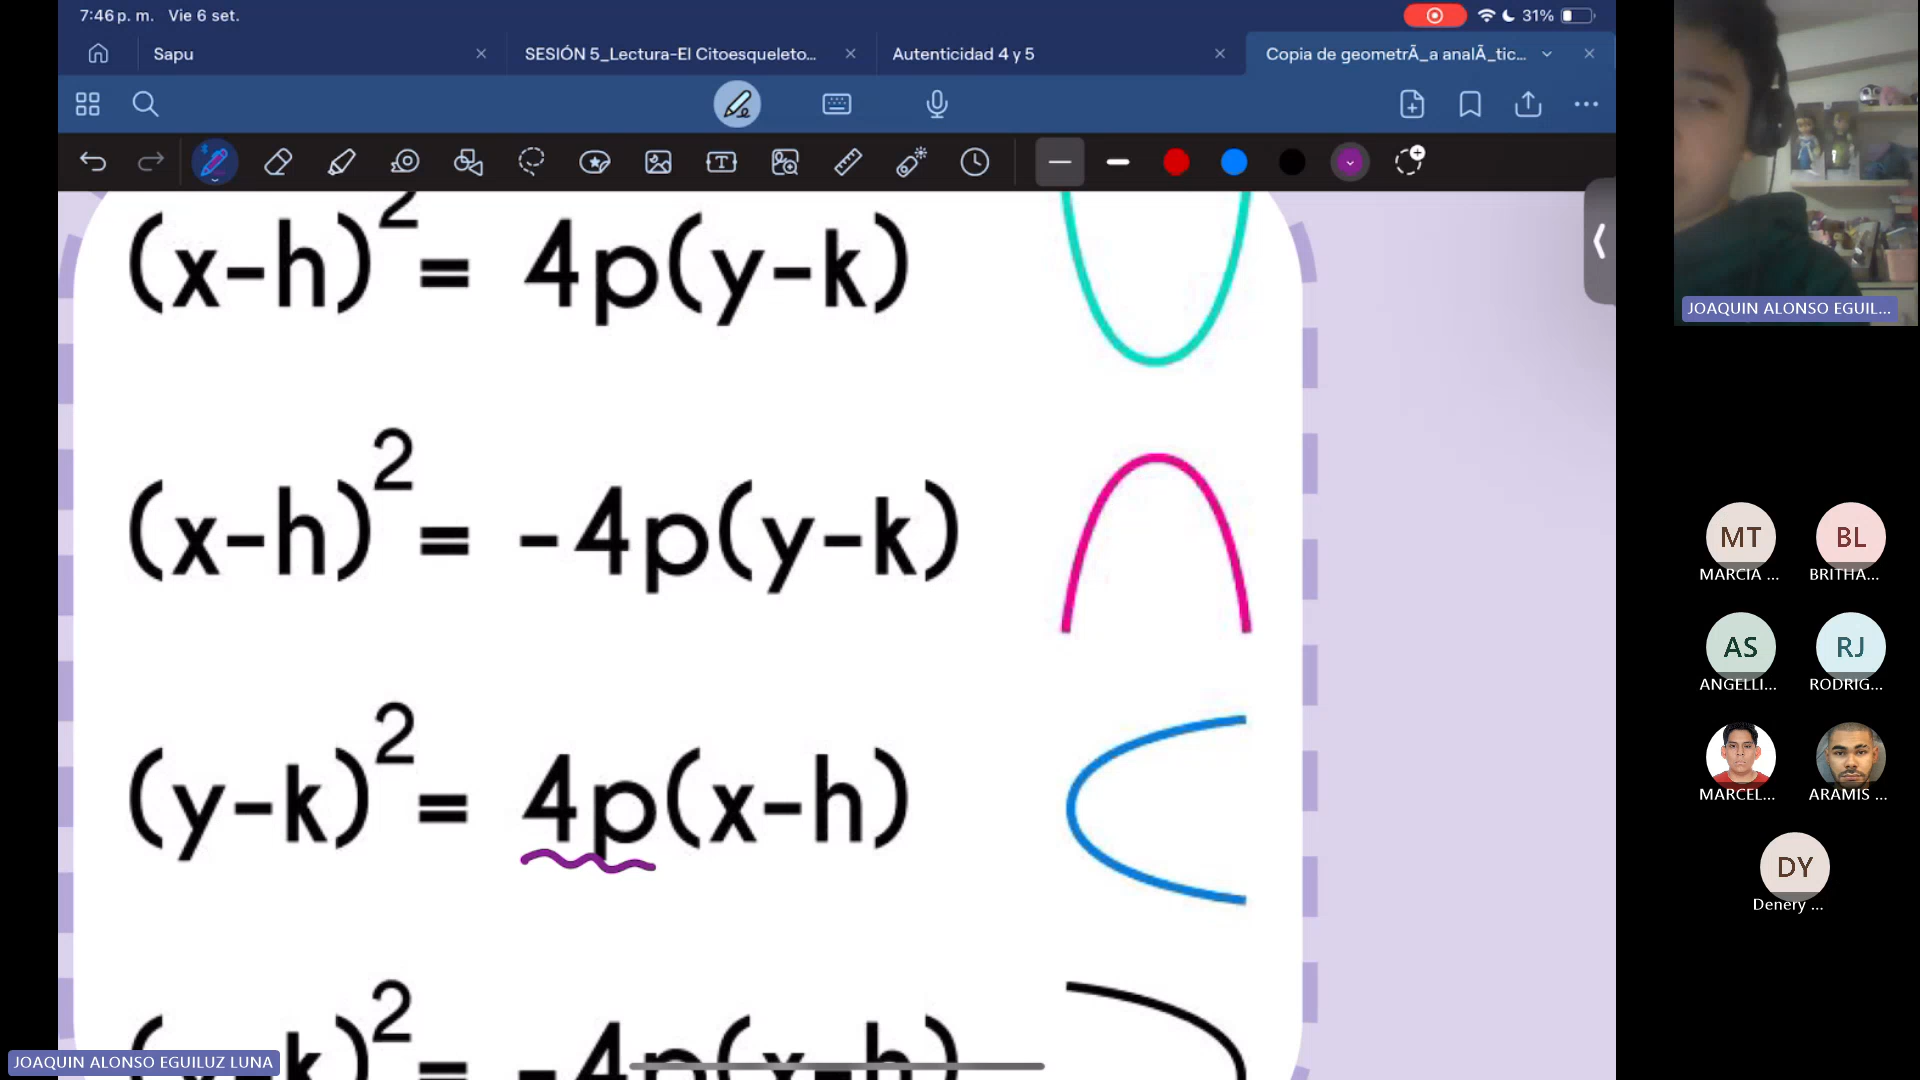 7:46 p. m. Vie 6 set.
31%
Sapu
SESIÓN 5_Lectura-El Citoesqueleto...
Autenticidad 4 y 5
Copia de geometrÃ_a analÃ_tic...
(x-h)² = 4p(y-k)
(x-h)² = -4p(y-k)
(y-k)² = 4p(x-h)
(y-k)² = -4p(x-h)
JOAQUIN ALONSO EGUILUZ LUNA
JOAQUIN ALONSO EGUIL...
MT
MARCIA ...
BL
BRITHA...
AS
ANGELLI...
RJ
RODRIG...
MARCEL...
ARAMIS ...
DY
Denery ...